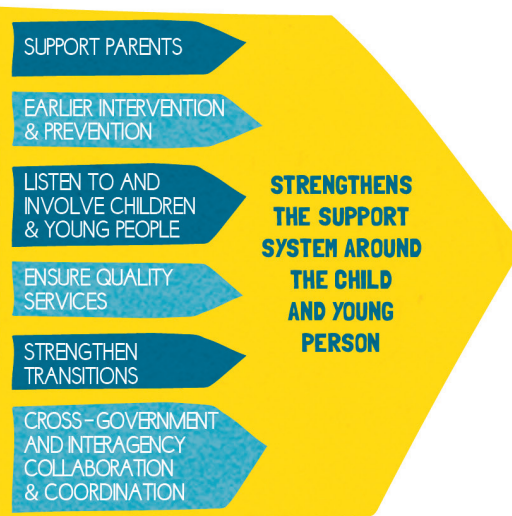 SUPPORT PARENTS
EARLIER INTERVENTION
& PREVENTION
LISTEN TO AND
INVOLVE CHILDREN
& YOUNG PEOPLE
ENSURE QUALITY
SERVICES
STRENGTHEN
TRANSITIONS
CROSS-GOVERNMENT
AND INTERAGENCY
COLLABORATION
& COORDINATION
STRENGTHENS
THE SUPPORT
SYSTEM AROUND
THE CHILD
AND YOUNG
PERSON